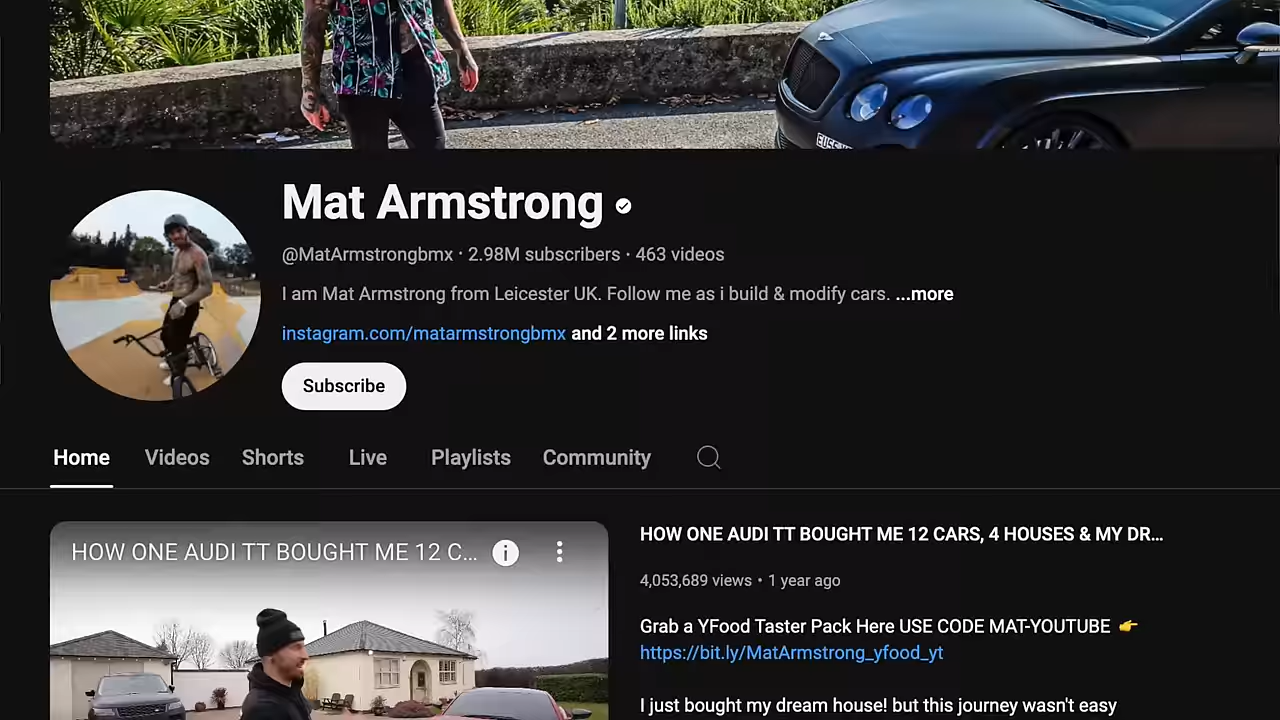 Mat Armstrong
@MatArmstrongbmx · 2.98M subscribers · 463 videos
I am Mat Armstrong from Leicester UK. Follow me as i build & modify cars. ...more
instagram.com/matarmstrongbmx and 2 more links
Subscribe
Home Videos Shorts Live Playlists Community
HOW ONE AUDI TT BOUGHT ME 12 C...
HOW ONE AUDI TT BOUGHT ME 12 CARS, 4 HOUSES & MY DR...
4,053,689 views • 1 year ago
Grab a YFood Taster Pack Here USE CODE MAT-YOUTUBE 👉
https://bit.ly/MatArmstrong_yfood_yt
I just bought my dream house! but this journey wasn't easy